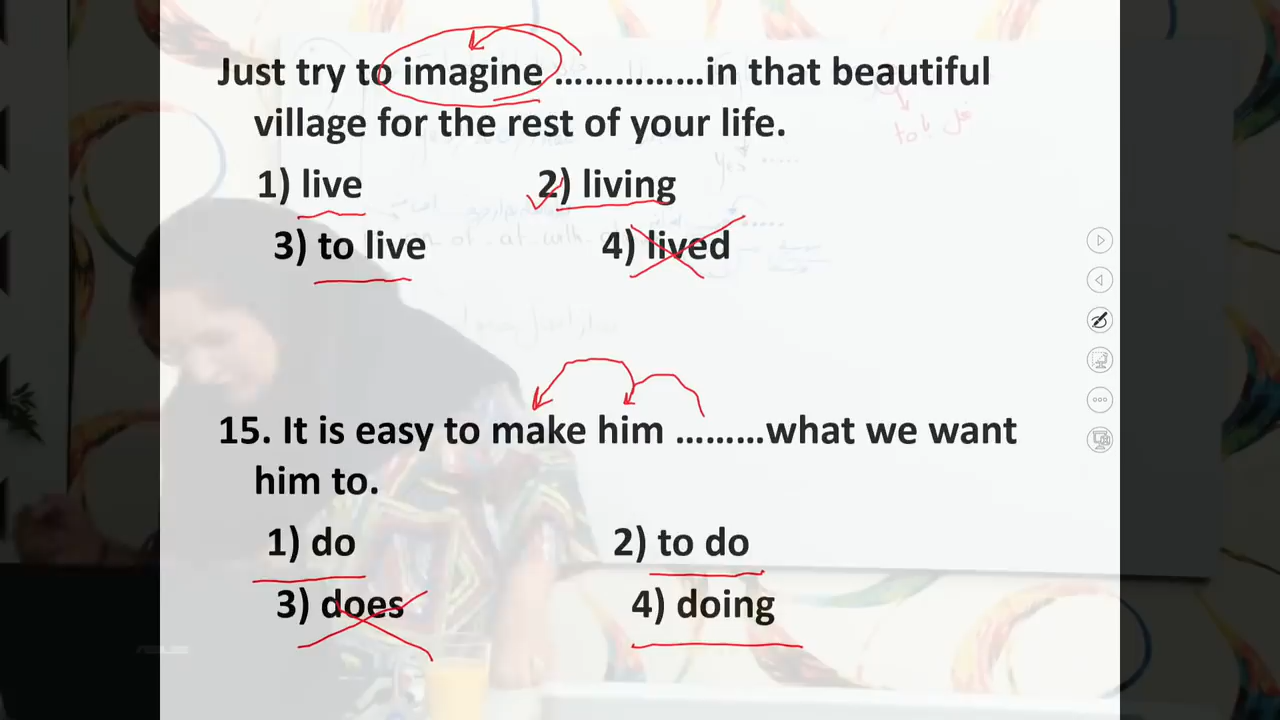 Just try to imagine ……………in that beautiful
village for the rest of your life.
1) live 2) living
3) to live 4) lived
15. It is easy to make him ………what we want
him to.
1) do 2) to do
3) does 4) doing